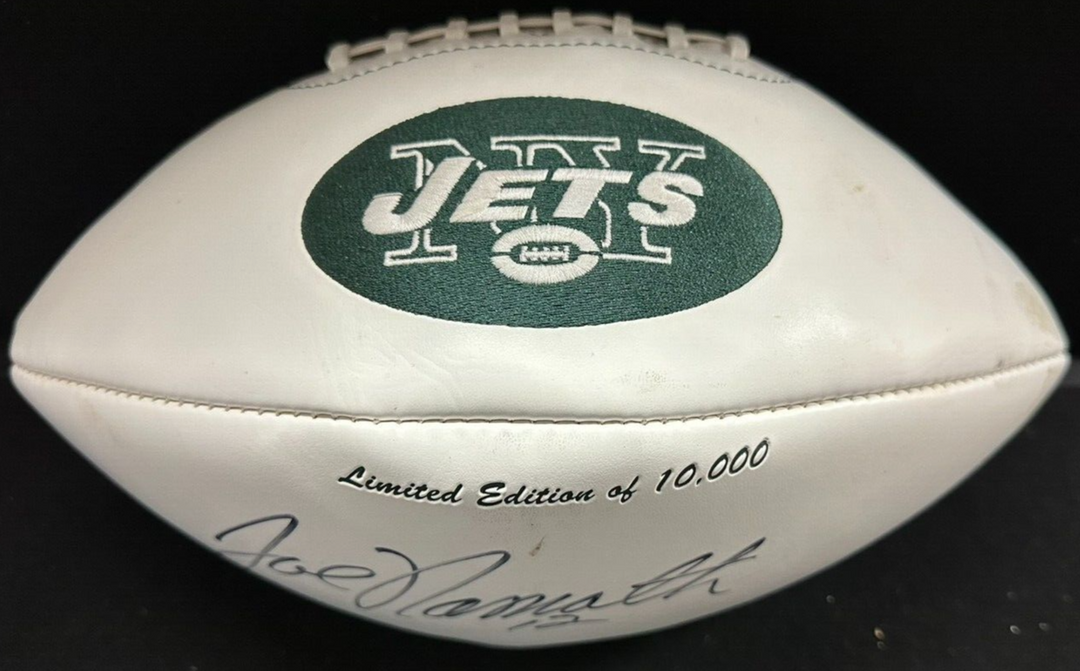 NY
JETS
Limited Edition of 10,000
Joe Namath
12